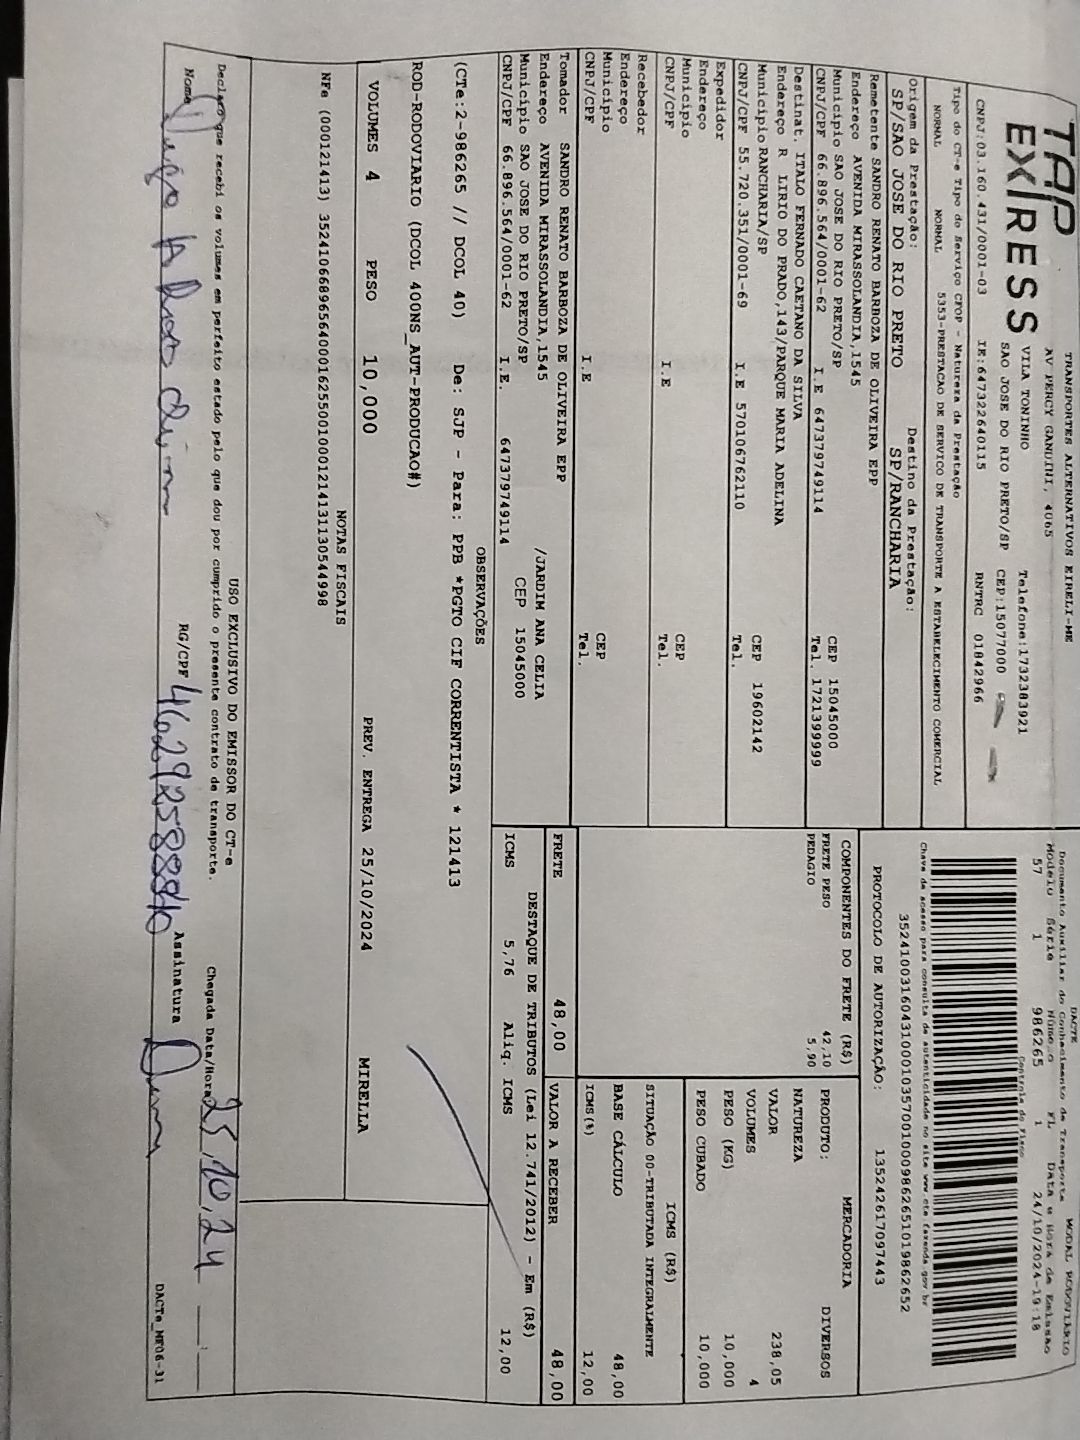 TAP
EXPRESS
TRANSPORTES ALTERNATIVOS EIRELI-ME
AV PERCY GANDINI, 4065
VILA TONINHO Telefone:1732383921
SAO JOSE DO RIO PRETO/SP CEP:15077000
CNPJ:03.160.431/0001-03 IE:647322640115 RNTRC 01842966
Tipo do CT-e Tipo do Serviço CFOP - Natureza da Prestação
NORMAL NORMAL 5353-PRESTACAO DE SERVICO DE TRANSPORTE A ESTABELECIMENTO COMERCIAL
Origem da Prestação: Destino da Prestação:
SP/SAO JOSE DO RIO PRETO SP/RANCHARIA
DACTE MODAL RODOVIÁRIO
Documento Auxiliar do Conhecimento de Transporte
Modelo Série Número FL Data e Hora de Emissão
57 1 986265 1 24/10/2024-19:18
Controle do Fisco
Chave de acesso para consulta de autenticidade no site www.cte.fazenda.gov.br
35241003160431000103570010009862651019862652
PROTOCOLO DE AUTORIZAÇÃO: 135242617097443
Remetente SANDRO RENATO BARBOZA DE OLIVEIRA EPP
Endereço AVENIDA MIRASSOLANDIA,1545
Município SAO JOSE DO RIO PRETO/SP CEP 15045000
CNPJ/CPF 66.896.564/0001-62 I.E 647379749114 Tel. 1721399999
Destinat. ITALO FERNADO CAETANO DA SILVA
Endereço R LIRIO DO PRADO,143/PARQUE MARIA ADELINA
Município RANCHARIA/SP CEP 19602142
CNPJ/CPF 55.720.351/0001-69 I.E 570106762110 Tel.
Expedidor
Endereço
Município CEP
CNPJ/CPF I.E Tel.
Recebedor
Endereço
Município CEP
CNPJ/CPF I.E Tel.
Tomador SANDRO RENATO BARBOZA DE OLIVEIRA EPP
Endereço AVENIDA MIRASSOLANDIA,1545 /JARDIM ANA CELIA
Município SAO JOSE DO RIO PRETO/SP CEP 15045000
CNPJ/CPF 66.896.564/0001-62 I.E. 647379749114
COMPONENTES DO FRETE (R$)
FRETE PESO 42,10
PEDAGIO 5,90
PRODUTO: MERCADORIA
NATUREZA DIVERSOS
VALOR 238,05
VOLUMES 4
PESO (KG) 10,000
PESO CUBADO 10,000
ICMS (R$)
SITUAÇÃO 00-TRIBUTADA INTEGRALMENTE
BASE CÁLCULO 48,00
ICMS(%) 12,00
FRETE 48,00 VALOR A RECEBER 48,00
DESTAQUE DE TRIBUTOS (Lei 12.741/2012) - Em (R$)
ICMS 5,76 Aliq. ICMS 12,00
OBSERVAÇÕES
(CTe:2-986265 // DCOL 40) De: SJP - Para: PPB *PGTO CIF CORRENTISTA * 121413
ROD-RODOVIARIO (DCOL 400NS_AUT-PRODUCAO#)
VOLUMES 4 PESO 10,000 PREV. ENTREGA 25/10/2024 MIRELLA
NOTAS FISCAIS
NFe (000121413) 35241066896564000162550010001214131130544998
USO EXCLUSIVO DO EMISSOR DO CT-e
Declaro que recebi os volumes em perfeito estado pelo que dou por cumprido o presente contrato de transporte.
Chegada Data/Hora 25,10,24
Nome
RG/CPF
Assinatura
DACTe_MF06-31